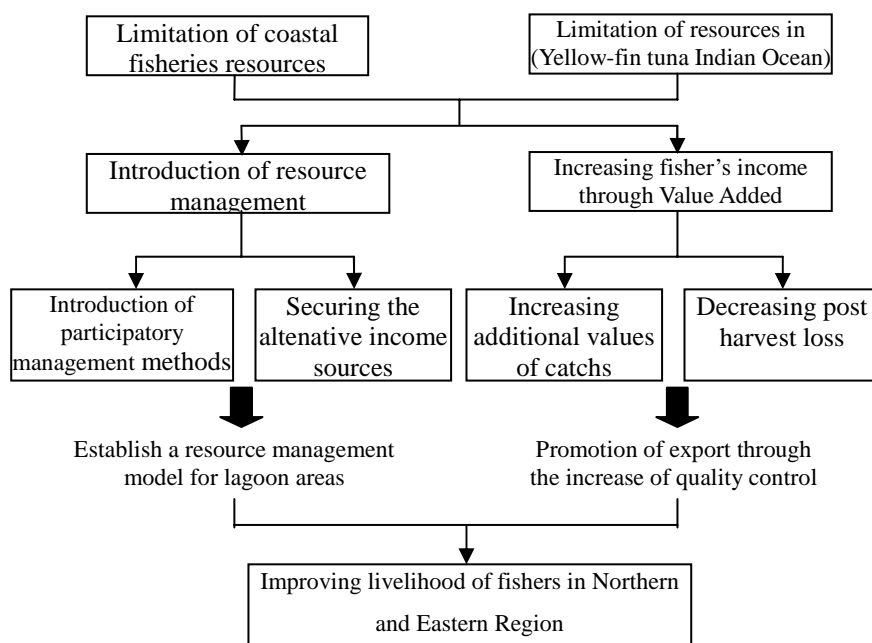 Limitation of coastal
fisheries resources
Limitation of resources in
(Yellow-fin tuna Indian Ocean)
Introduction of resource
management
Increasing fisher’s income
through Value Added
Introduction of
participatory
management methods
Securing the
altenative income
sources
Increasing
additional values
of catchs
Decreasing post
harvest loss
Establish a resource management
model for lagoon areas
Promotion of export through
the increase of quality control
Improving livelihood of fishers in Northern
and Eastern Region